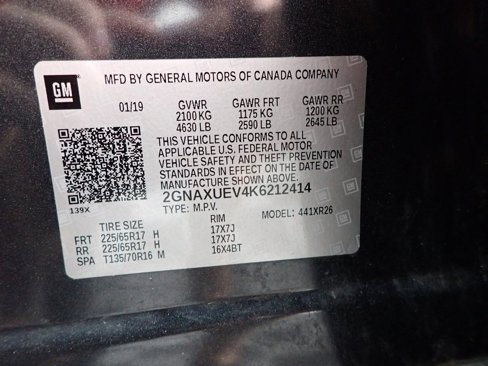 GM
MFD BY GENERAL MOTORS OF CANADA COMPANY
01/19 GVWR GAWR FRT GAWR RR
2100 KG 1175 KG 1200 KG
4630 LB 2590 LB 2645 LB
THIS VEHICLE CONFORMS TO ALL
APPLICABLE U.S. FEDERAL MOTOR
VEHICLE SAFETY AND THEFT PREVENTION
STANDARDS IN EFFECT ON THE DATE OF
MANUFACTURE SHOWN ABOVE.
139X 2GNAXUEV4K6212414
TYPE: M.P.V. MODEL: 441XR26
TIRE SIZE RIM
FRT 225/65R17 H 17X7J
RR 225/65R17 H 17X7J
SPA T135/70R16 M 16X4BT